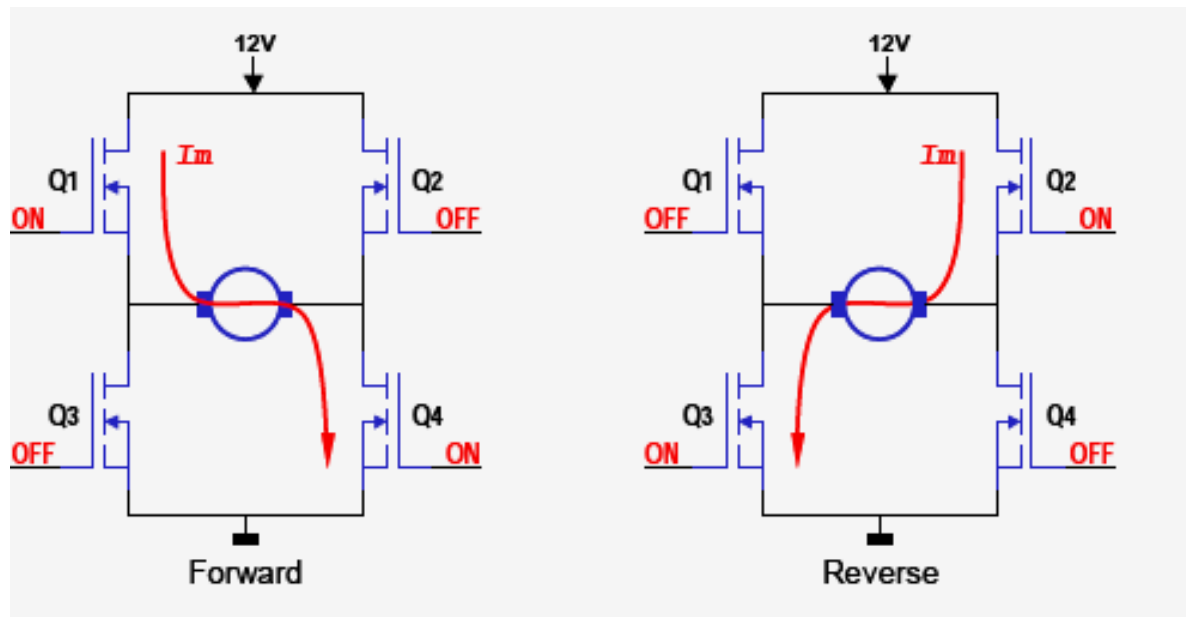 12V
Im
Q1
Q2
ON
OFF
Q3
Q4
OFF
ON
Forward
12V
Im
Q1
Q2
OFF
ON
Q3
Q4
ON
OFF
Reverse